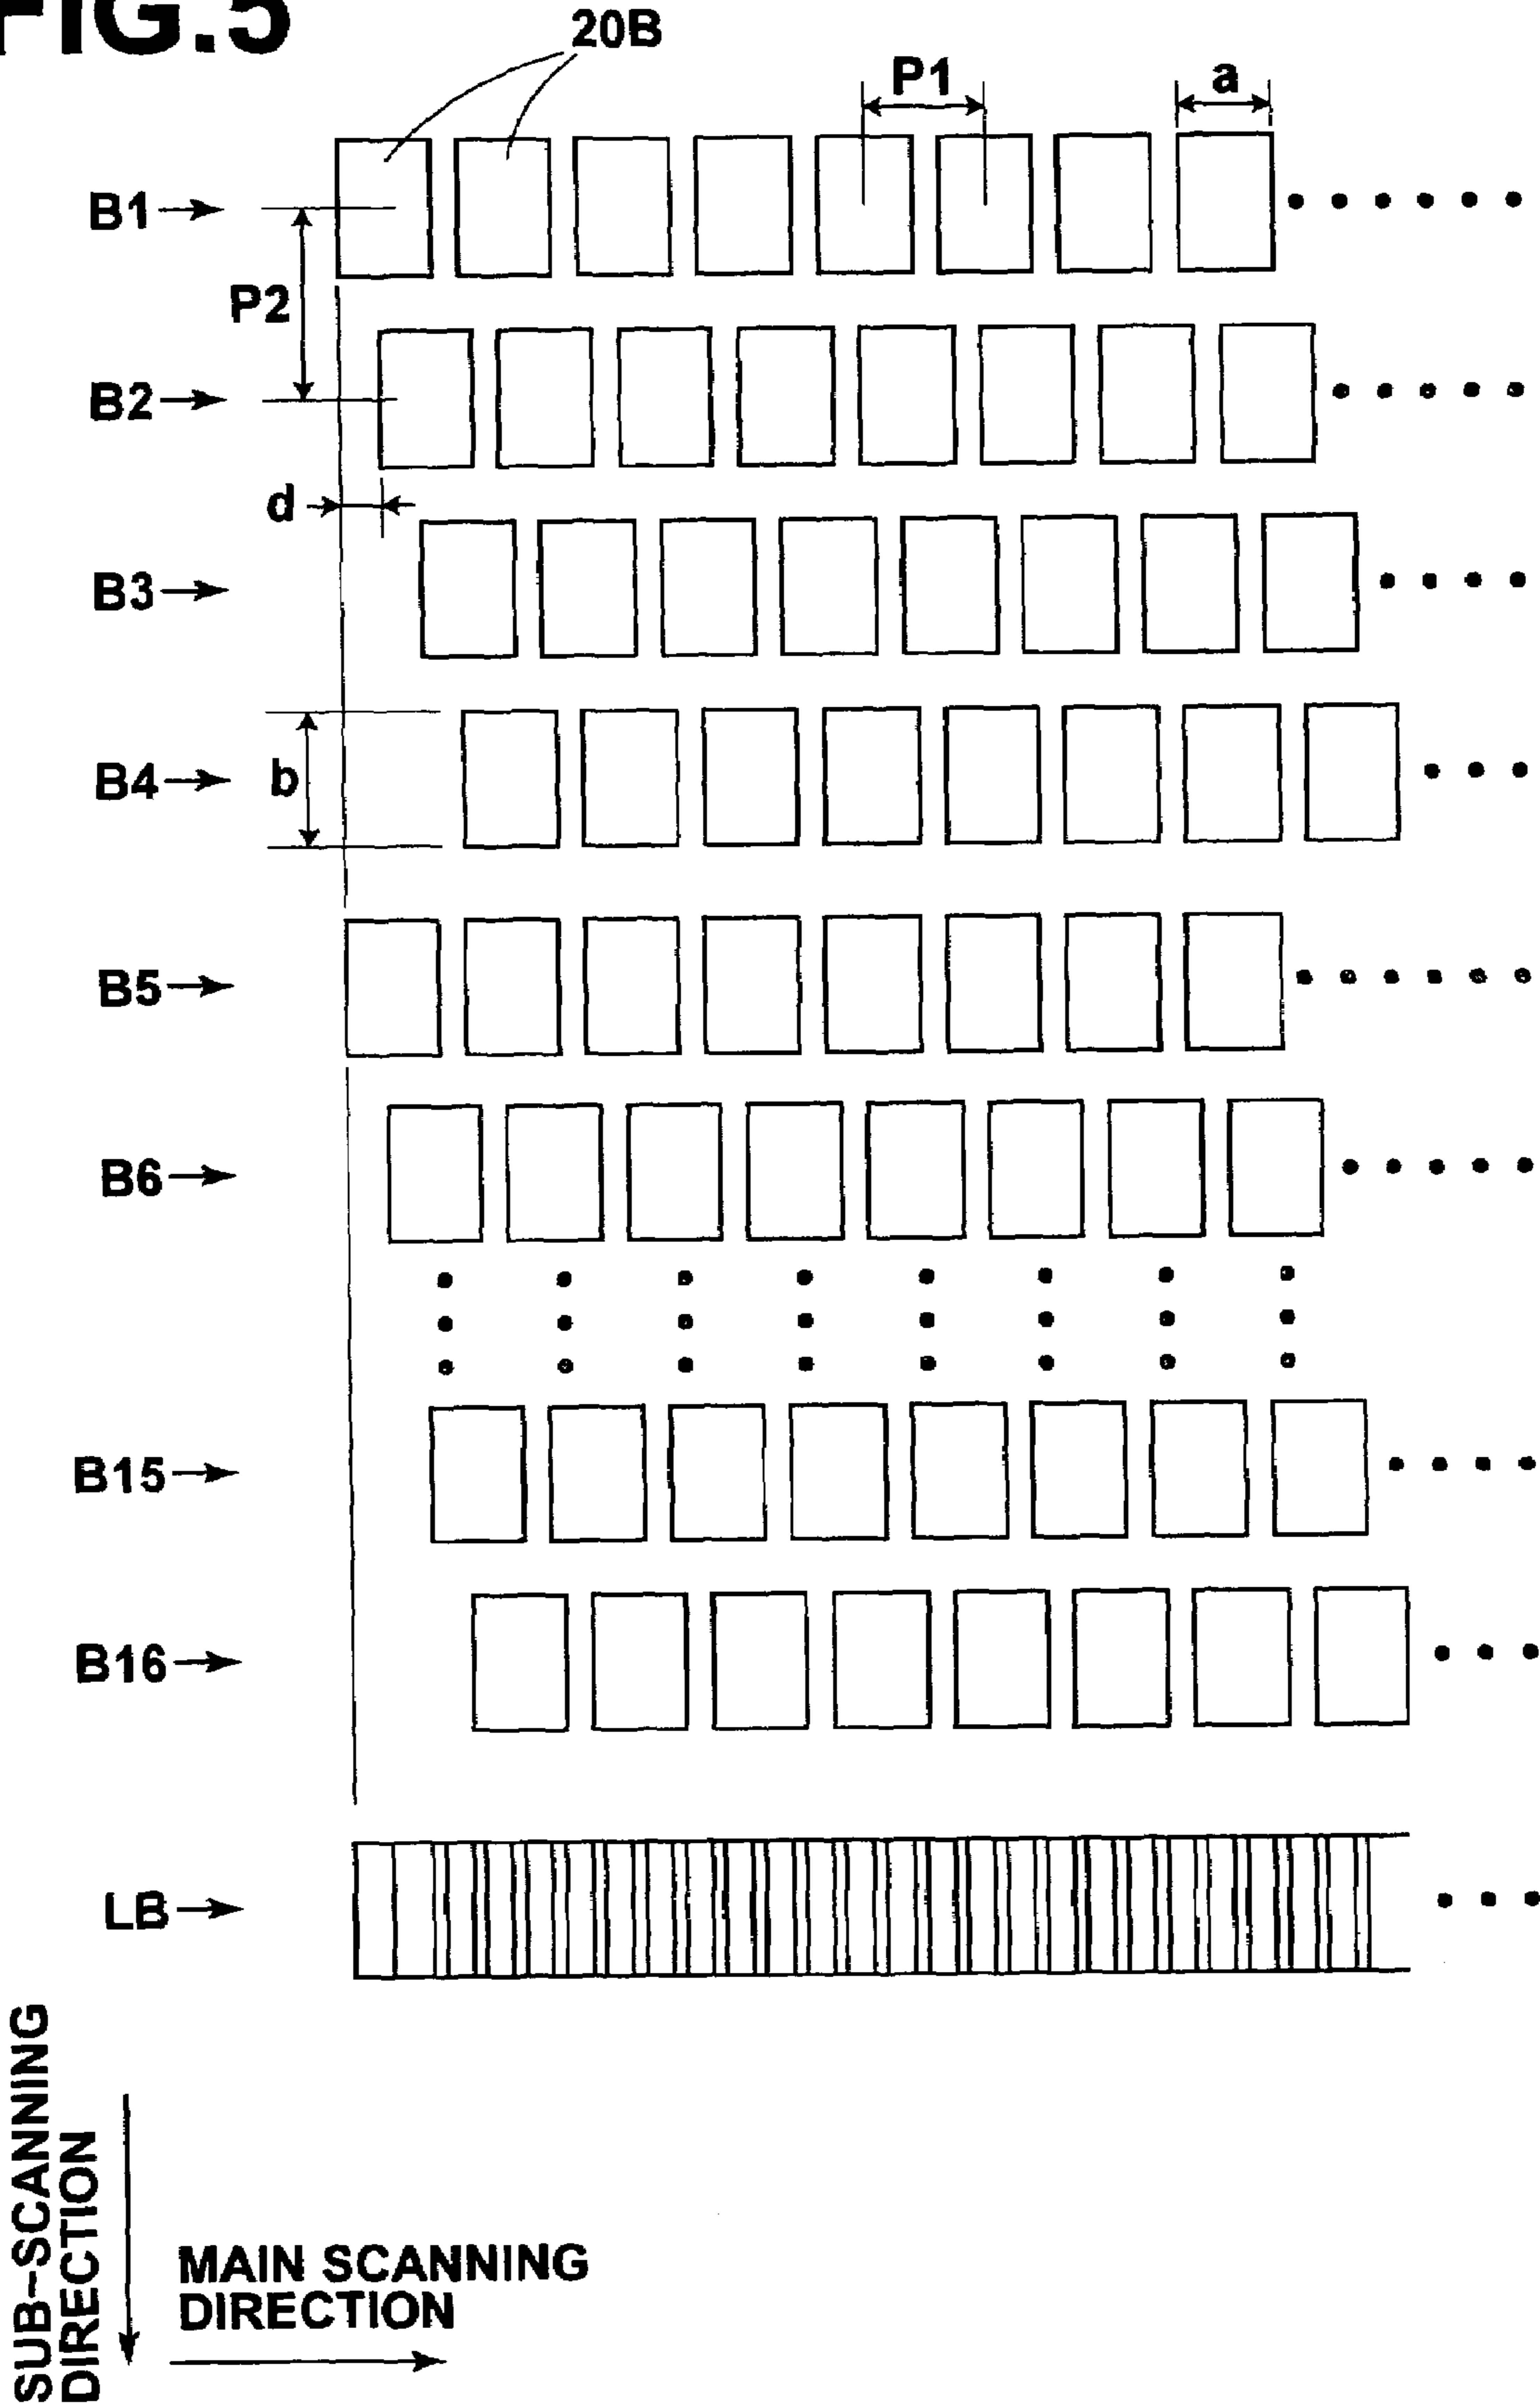 FIG.5
20B
P1
a
B1
P2
B2
d
B3
B4
b
B5
B6
B15
B16
LB
SUB-SCANNING
DIRECTION
MAIN SCANNING
DIRECTION